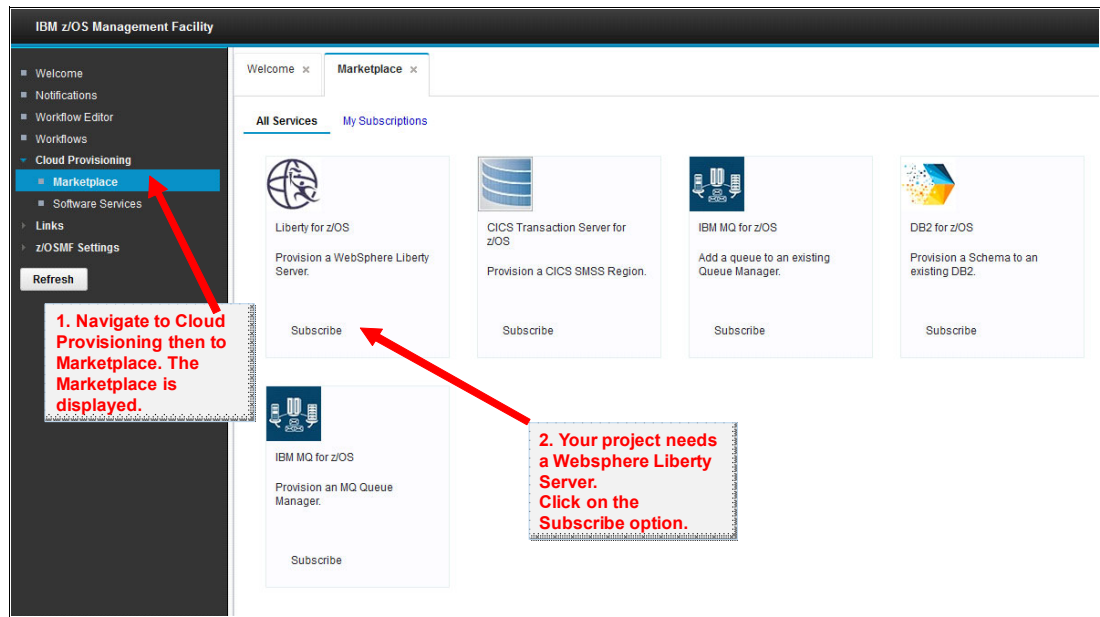 IBM z/OS Management Facility
Welcome
Notifications
Workflow Editor
Workflows
Cloud Provisioning
Marketplace
Software Services
Links
z/OSMF Settings
Refresh
Welcome ×
Marketplace ×
All Services
My Subscriptions
Liberty for z/OS
Provision a WebSphere Liberty
Server.
Subscribe
CICS Transaction Server for
z/OS
Provision a CICS SMSS Region.
Subscribe
IBM MQ for z/OS
Add a queue to an existing
Queue Manager.
Subscribe
DB2 for z/OS
Provision a Schema to an
existing DB2.
Subscribe
IBM MQ for z/OS
Provision an MQ Queue
Manager.
Subscribe
1. Navigate to Cloud
Provisioning then to
Marketplace. The
Marketplace is
displayed.
2. Your project needs
a Websphere Liberty
Server.
Click on the
Subscribe option.